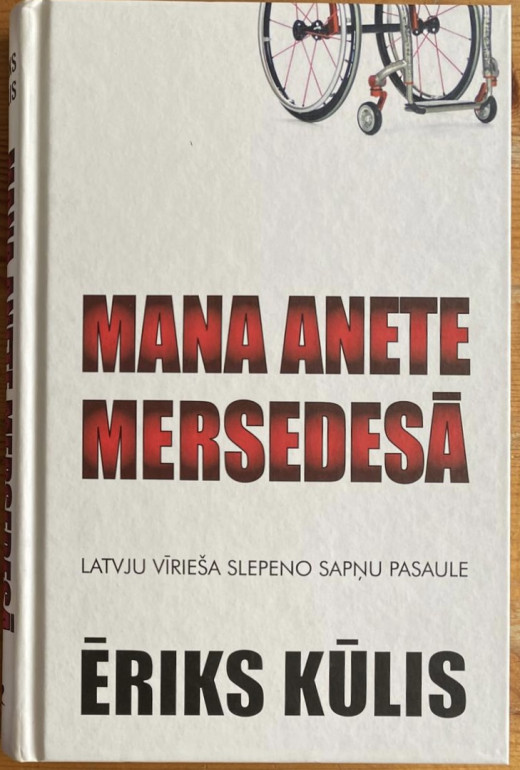 MANA ANETE
MERSEDESĀ
LATVJU VĪRIEŠA SLEPENO SAPŅU PASAULE
ĒRIKS KŪLIS